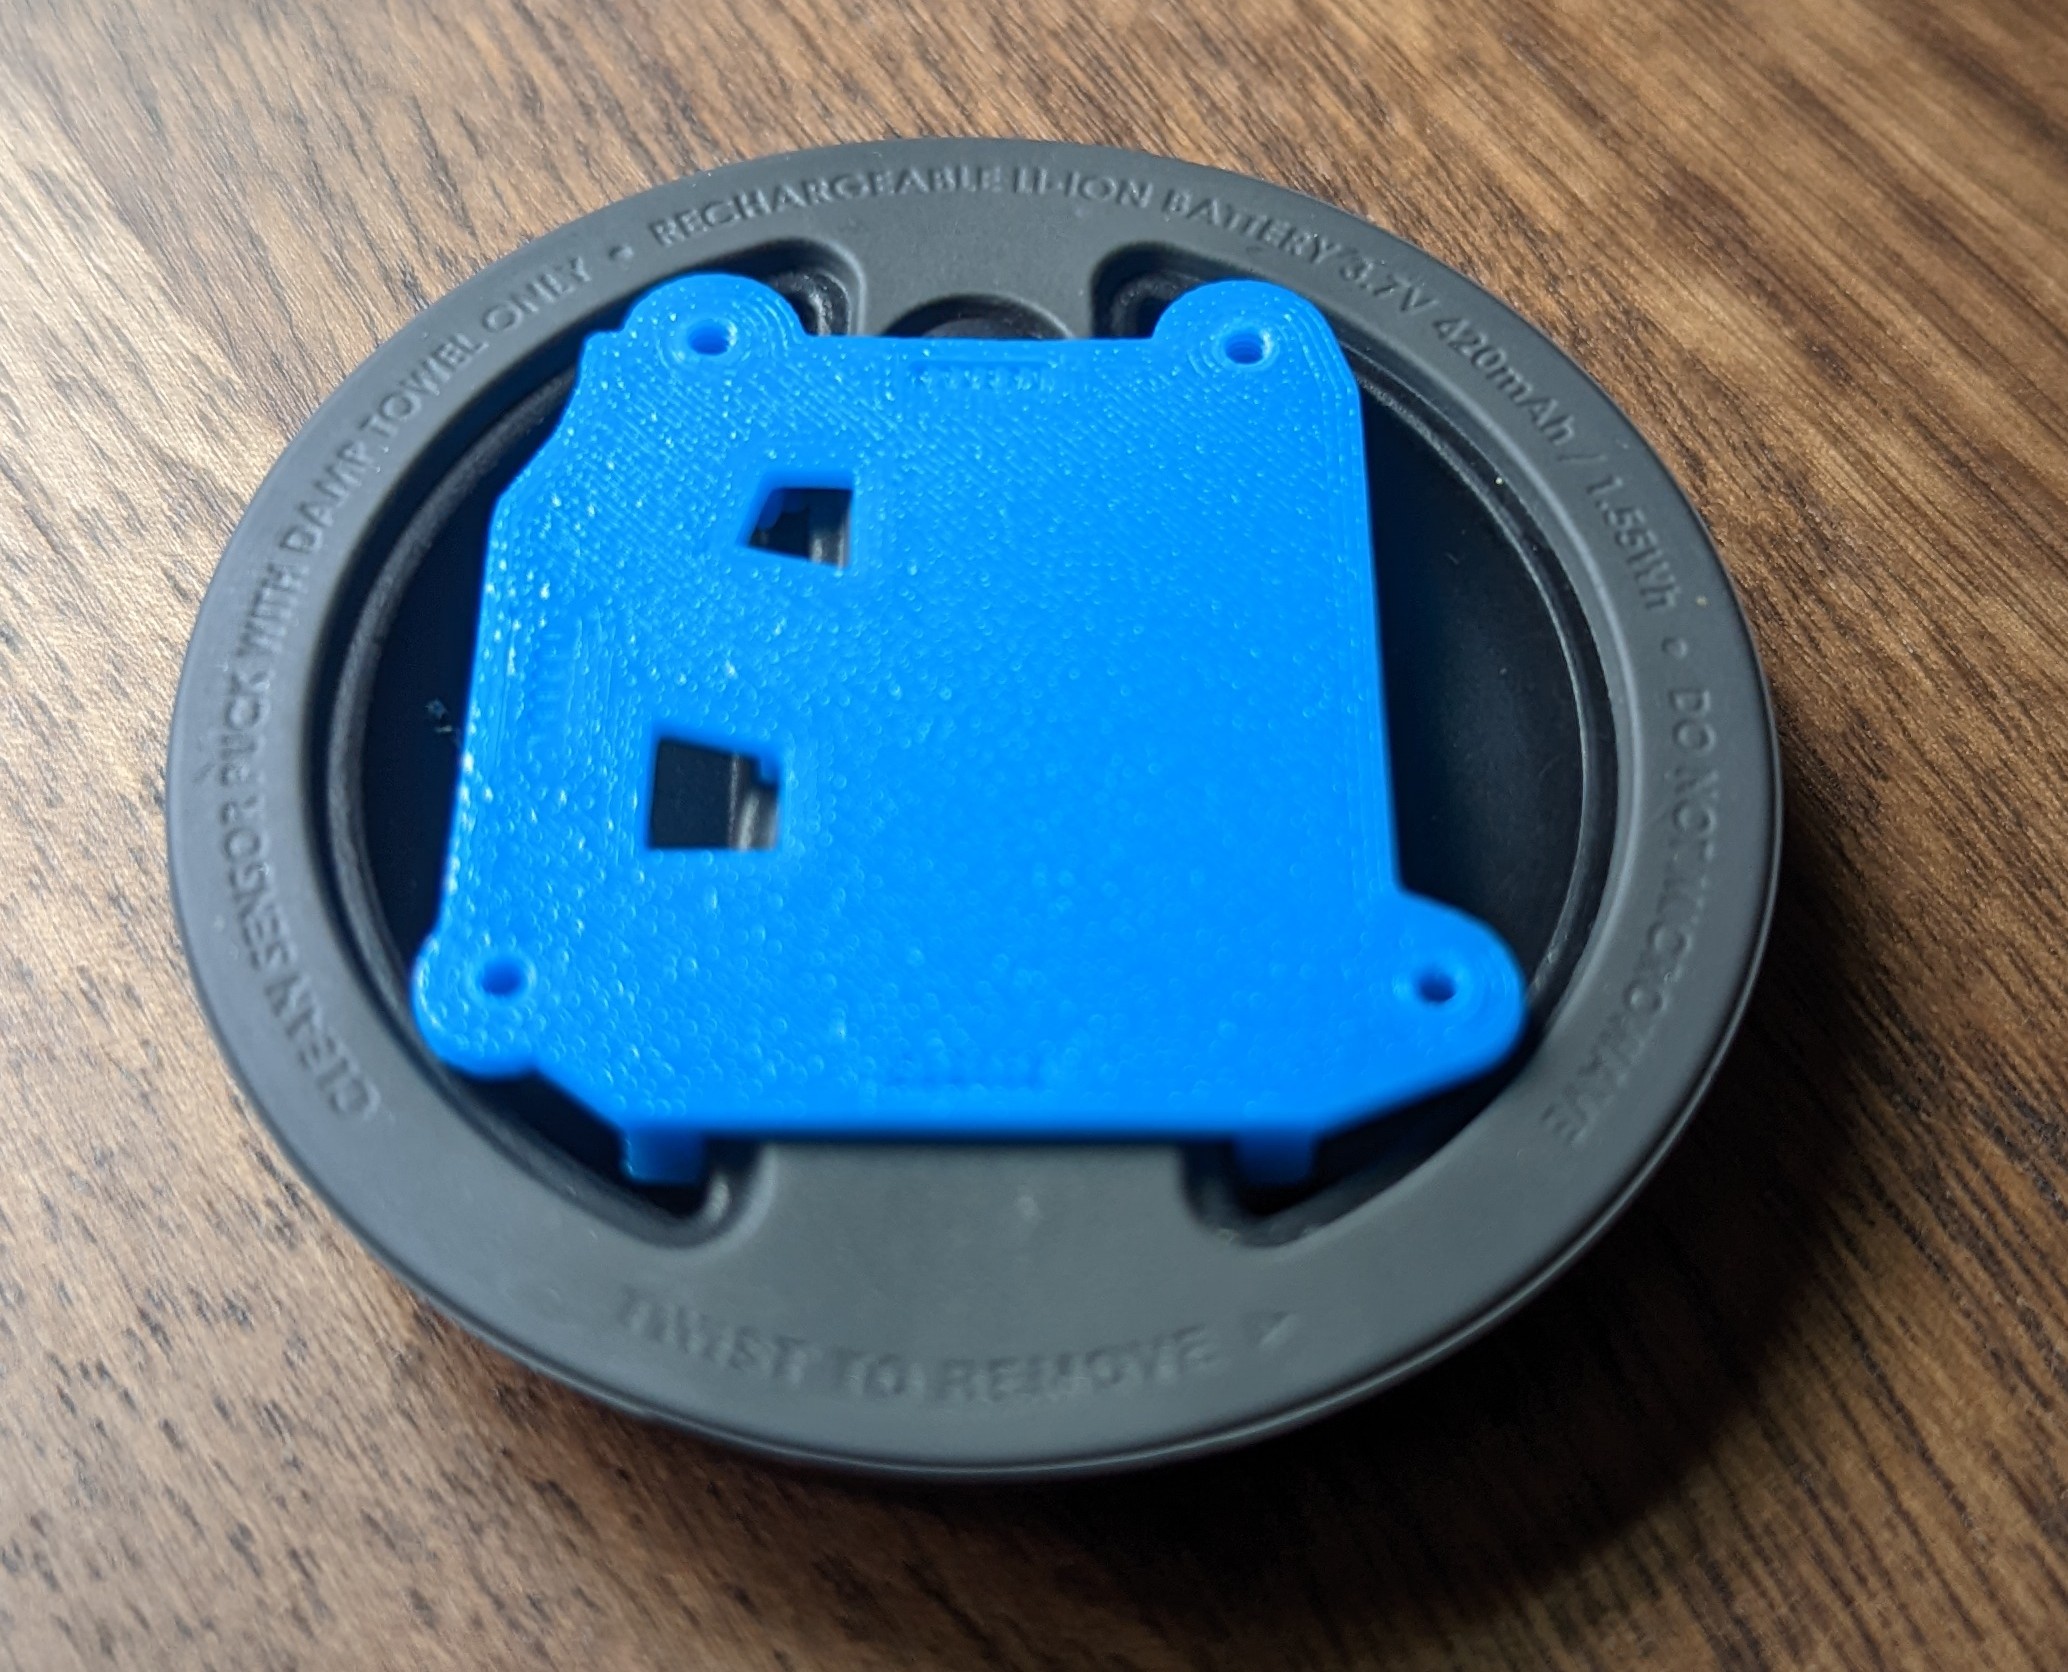 CLEAN SENSOR PUCK WITH DAMP TOWEL ONLY • RECHARGEABLE LI-ION BATTERY 3.7V 420mAh / 1.55Wh • DO NOT MICROWAVE
TWIST TO REMOVE